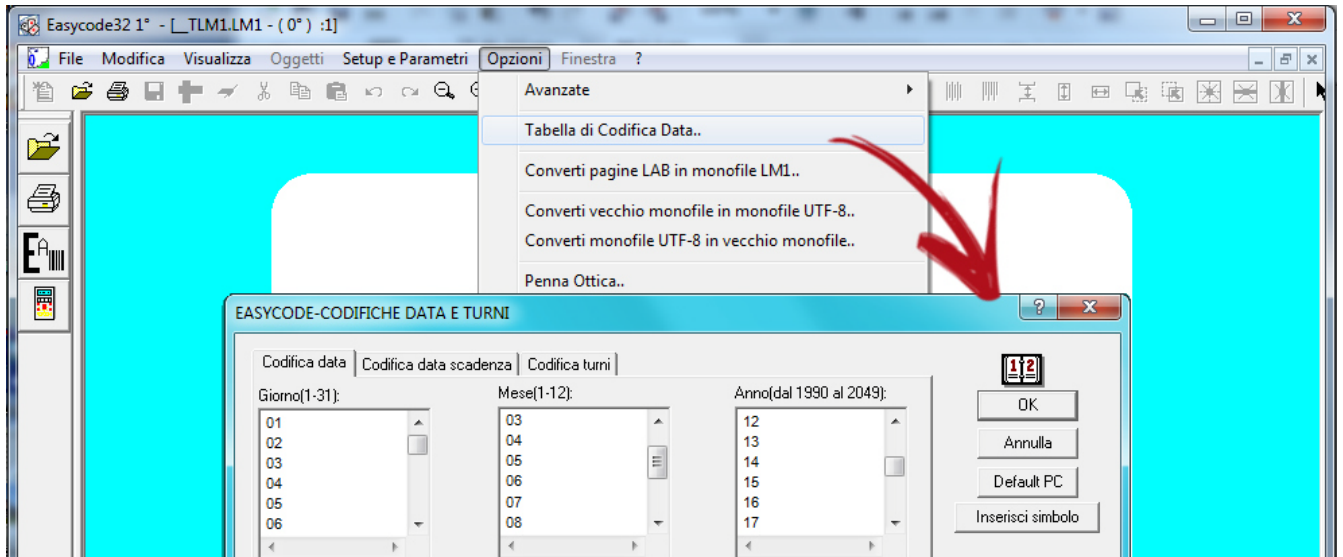 Easycode32 1° - [__TLM1.LM1 - ( 0° ) :1]
File Modifica Visualizza Oggetti Setup e Parametri Opzioni Finestra ?
Avanzate
Tabella di Codifica Data..
Converti pagine LAB in monofile LM1..
Converti vecchio monofile in monofile UTF-8..
Converti monofile UTF-8 in vecchio monofile..
Penna Ottica..
EASYCODE-CODIFICHE DATA E TURNI
Codifica data Codifica data scadenza Codifica turni
Giorno(1-31):
01
02
03
04
05
06
Mese(1-12):
03
04
05
06
07
08
Anno(dal 1990 al 2049):
12
13
14
15
16
17
OK
Annulla
Default PC
Inserisci simbolo